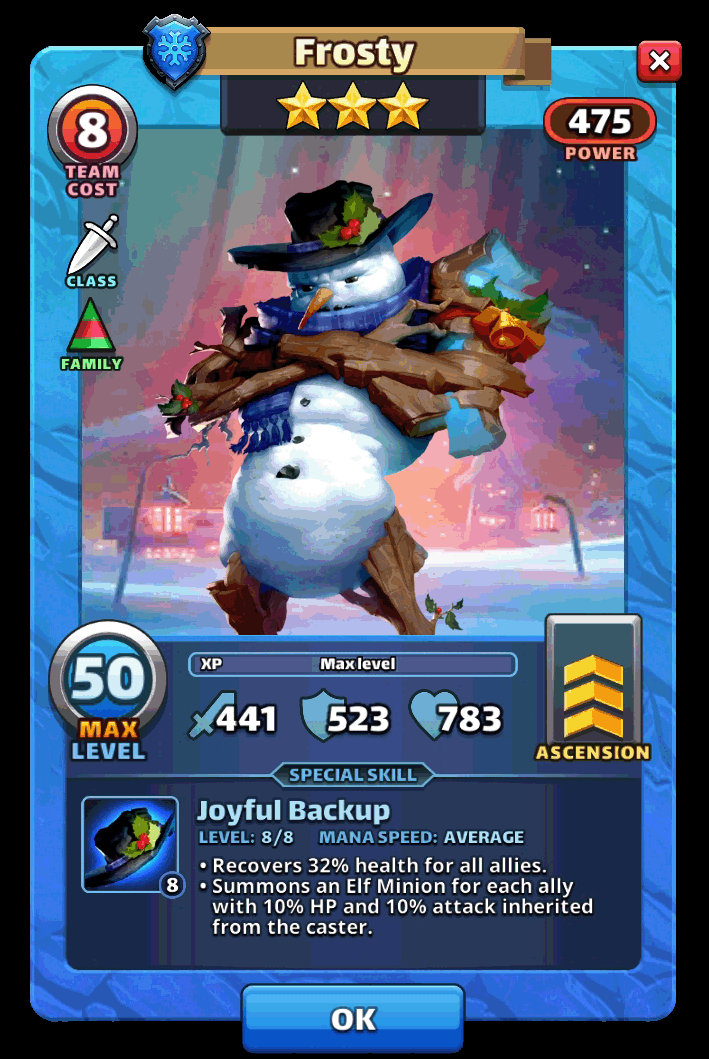 Frosty
8
TEAM
COST
475
POWER
CLASS
FAMILY
50
MAX
LEVEL
XP
Max level
441
523
783
ASCENSION
SPECIAL SKILL
Joyful Backup
LEVEL: 8/8 MANA SPEED: AVERAGE
8
• Recovers 32% health for all allies.
• Summons an Elf Minion for each ally
with 10% HP and 10% attack inherited
from the caster.
OK